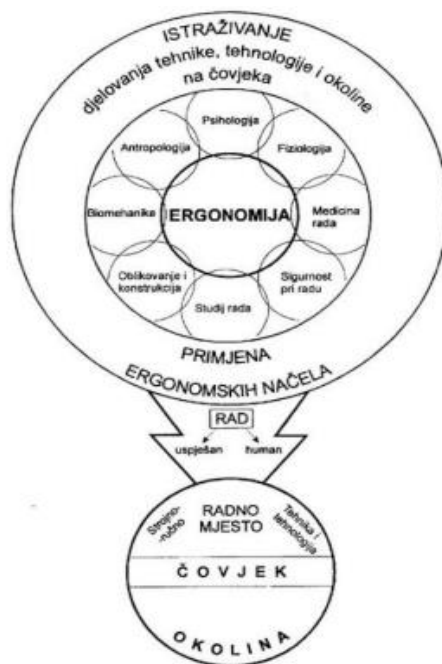 ISTRAŽIVANJE
djelovanja tehnike, tehnologije i okoline
na čovjeka
Psihologija
Antropologija
Fiziologija
Biomehanika
ERGONOMIJA
Medicina
rada
Oblikovanje i
konstrukcija
Sigurnost
pri radu
Studij rada
PRIMJENA
ERGONOMSKIH NAČELA
RAD
uspješan
human
Strojno-
-ručno
RADNO
MJESTO
Tehnika i
tehnologija
ČOVJEK
OKOLINA